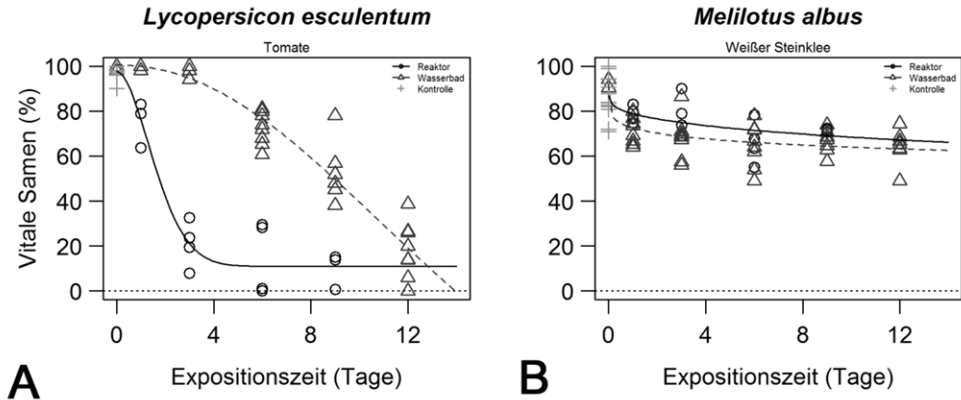 Lycopersicon esculentum
Tomate
Reaktor
Wasserbad
Kontrolle
100
80
60
40
20
0
Vitale Samen (%)
0 4 8 12
Expositionszeit (Tage)
A
Melilotus albus
Weißer Steinklee
Reaktor
Wasserbad
Kontrolle
100
80
60
40
20
0
0 4 8 12
Expositionszeit (Tage)
B